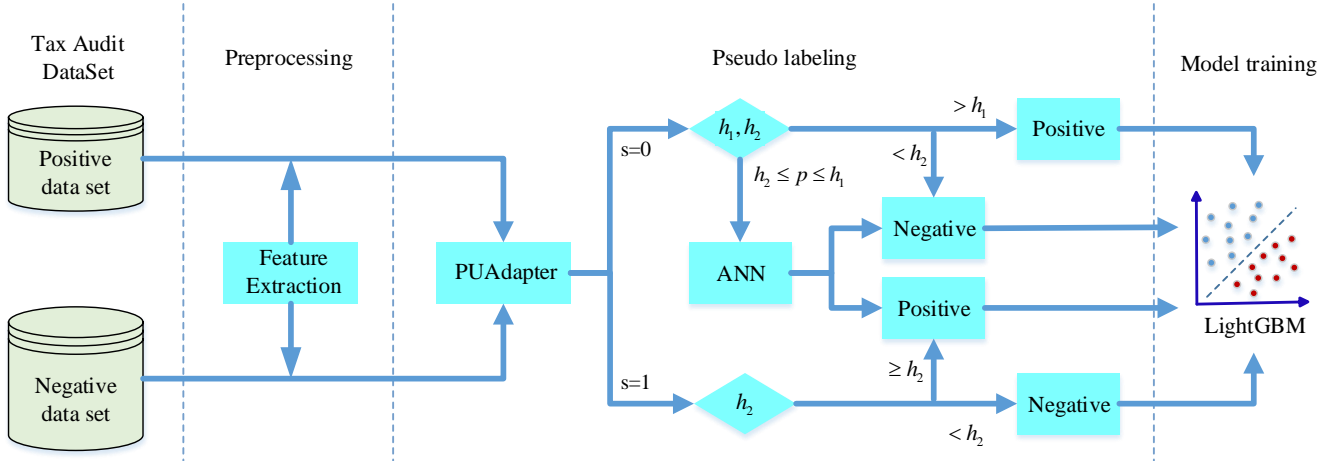 Tax Audit
DataSet
Preprocessing
Pseudo labeling
Model training
Positive
data set
Feature
Extraction
Negative
data set
PUAdapter
s=0
s=1
h₁, h₂
> h₁
Positive
< h₂
h₂ ≤ p ≤ h₁
Negative
ANN
Positive
≥ h₂
h₂
< h₂
Negative
LightGBM